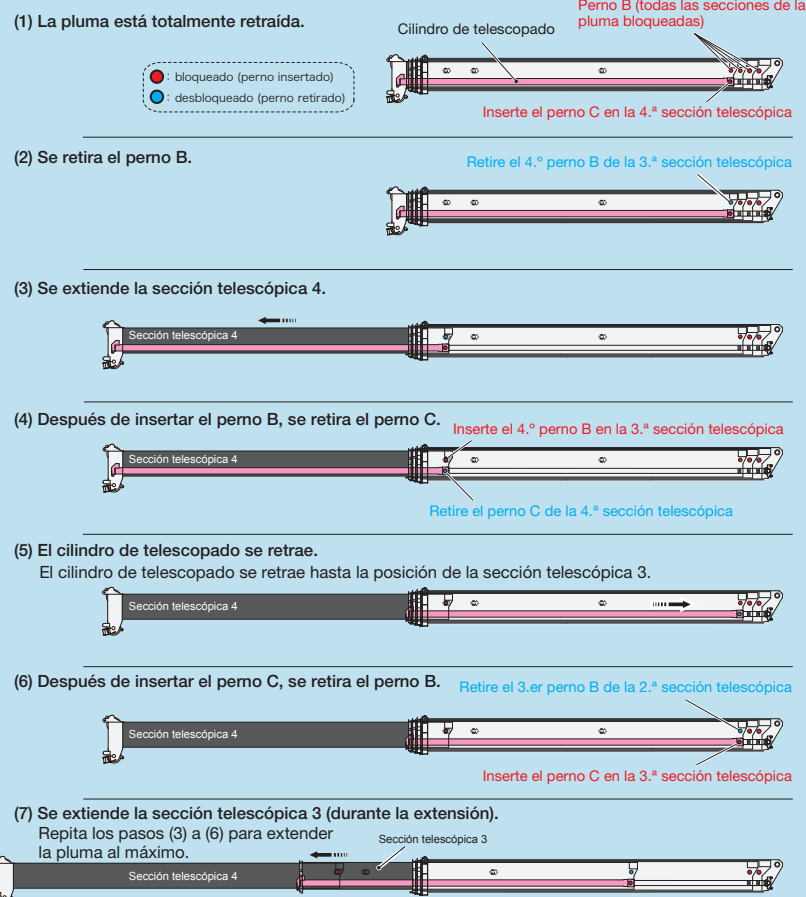 (1) La pluma está totalmente retraída.
Perno B (todas las secciones de la
pluma bloqueadas)
Cilindro de telescopado
: bloqueado (perno insertado)
: desbloqueado (perno retirado)
Inserte el perno C en la 4.ª sección telescópica
(2) Se retira el perno B.
Retire el 4.º perno B de la 3.ª sección telescópica
(3) Se extiende la sección telescópica 4.
Sección telescópica 4
(4) Después de insertar el perno B, se retira el perno C.
Inserte el 4.º perno B en la 3.ª sección telescópica
Sección telescópica 4
Retire el perno C de la 4.ª sección telescópica
(5) El cilindro de telescopado se retrae.
El cilindro de telescopado se retrae hasta la posición de la sección telescópica 3.
Sección telescópica 4
(6) Después de insertar el perno C, se retira el perno B.
Retire el 3.er perno B de la 2.ª sección telescópica
Sección telescópica 4
Inserte el perno C en la 3.ª sección telescópica
(7) Se extiende la sección telescópica 3 (durante la extensión).
Repita los pasos (3) a (6) para extender
la pluma al máximo.
Sección telescópica 3
Sección telescópica 4